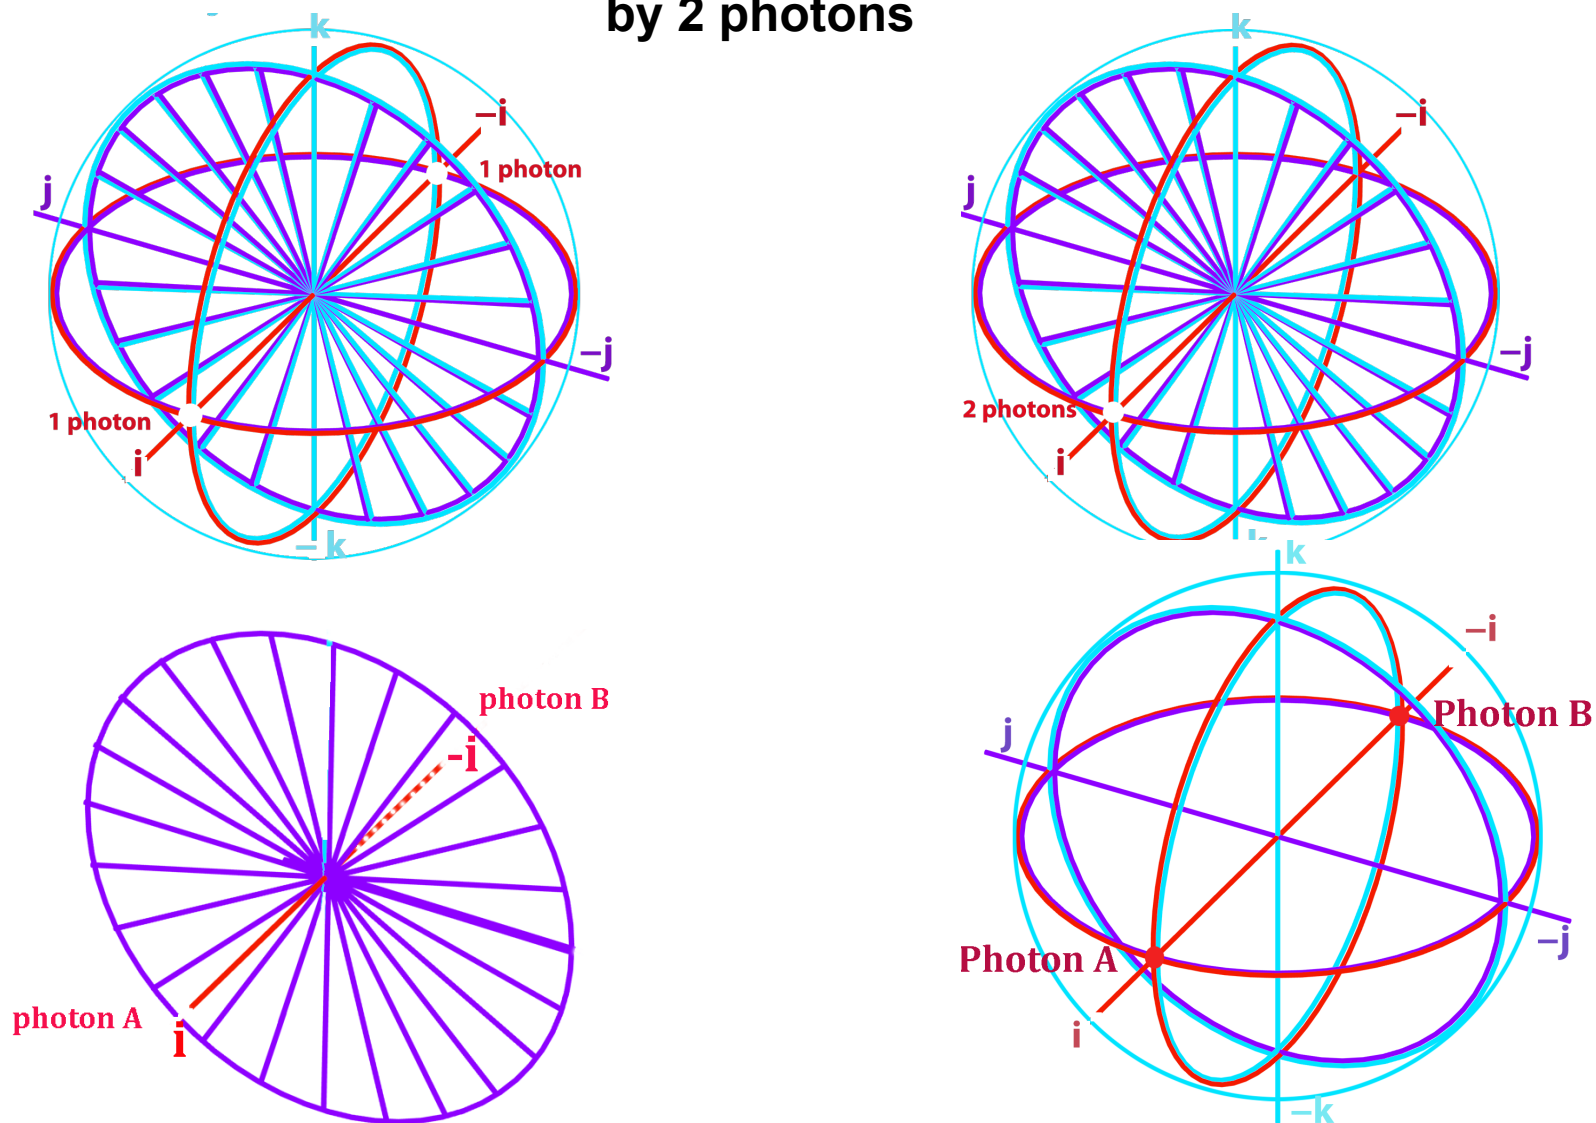 by 2 photons
k
k
–i
–i
1 photon
j
j
–j
–j
1 photon
2 photons
i
i
– k
k
k
–i
photon B
Photon B
-i
j
–j
Photon A
photon A
i
i
–k